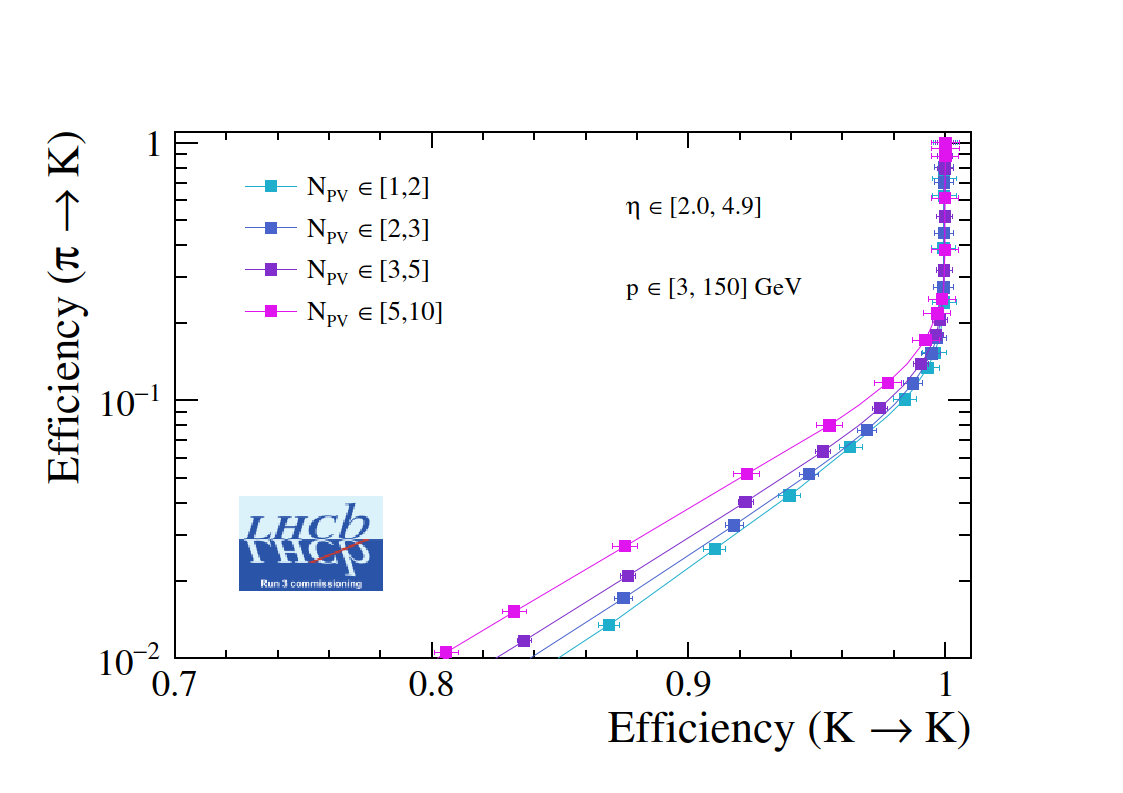 Efficiency (π → K)
1
10⁻¹
10⁻²
N_PV ∈ [1,2]
N_PV ∈ [2,3]
N_PV ∈ [3,5]
N_PV ∈ [5,10]
η ∈ [2.0, 4.9]
p ∈ [3, 150] GeV
LHCb
LHCb
Run 3 commissioning
0.7 0.8 0.9 1
Efficiency (K → K)